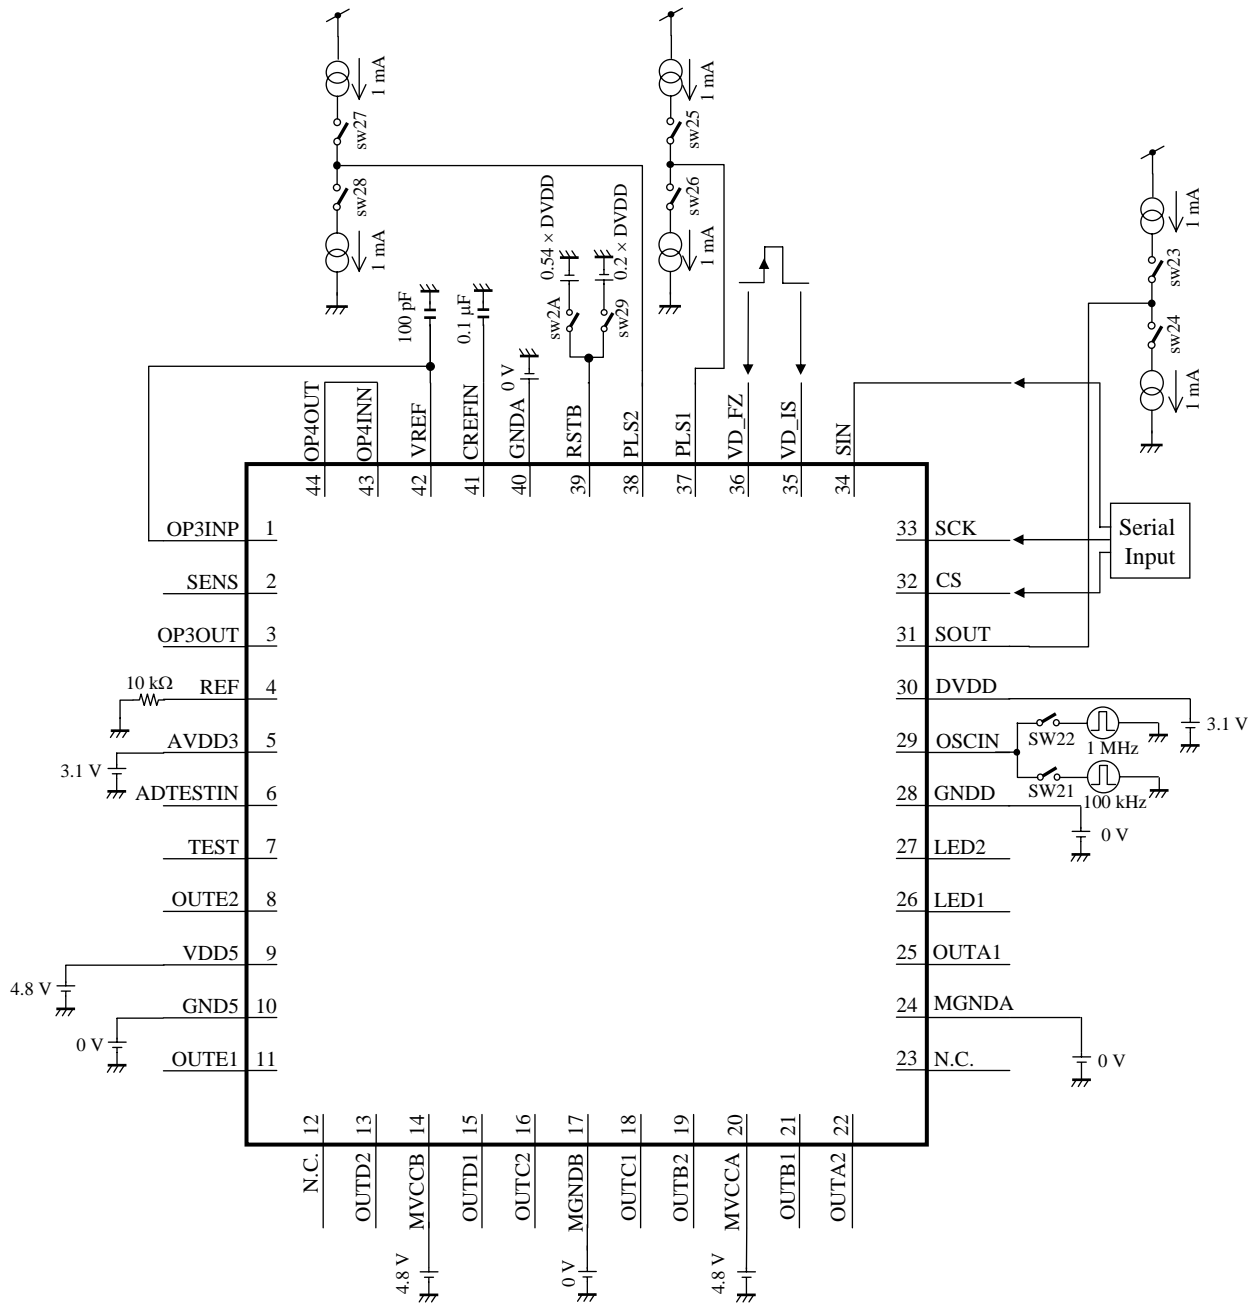 1 mA
sw27
sw28
1 mA
1 mA
sw25
sw26
1 mA
1 mA
sw23
sw24
1 mA
100 pF
0.1 μF
0 V
0.54 × DVDD
0.2 × DVDD
sw2A
sw29
OP4OUT
OP4INN
VREF
CREFIN
GNDA
RSTB
PLS2
PLS1
VD_FZ
VD_IS
SIN
44
43
42
41
40
39
38
37
36
35
34
OP3INP 1
SENS 2
OP3OUT 3
10 kΩ
REF 4
AVDD3 5
3.1 V
ADTESTIN 6
TEST 7
OUTE2 8
VDD5 9
4.8 V
GND5 10
0 V
OUTE1 11
33 SCK
Serial
Input
32 CS
31 SOUT
30 DVDD
3.1 V
29 OSCIN
SW22
1 MHz
SW21
100 kHz
28 GNDD
0 V
27 LED2
26 LED1
25 OUTA1
24 MGNDA
0 V
23 N.C.
12
13
14
15
16
17
18
19
20
21
22
N.C.
OUTD2
MVCCB
OUTD1
OUTC2
MGNDB
OUTC1
OUTB2
MVCCA
OUTB1
OUTA2
4.8 V
0 V
4.8 V